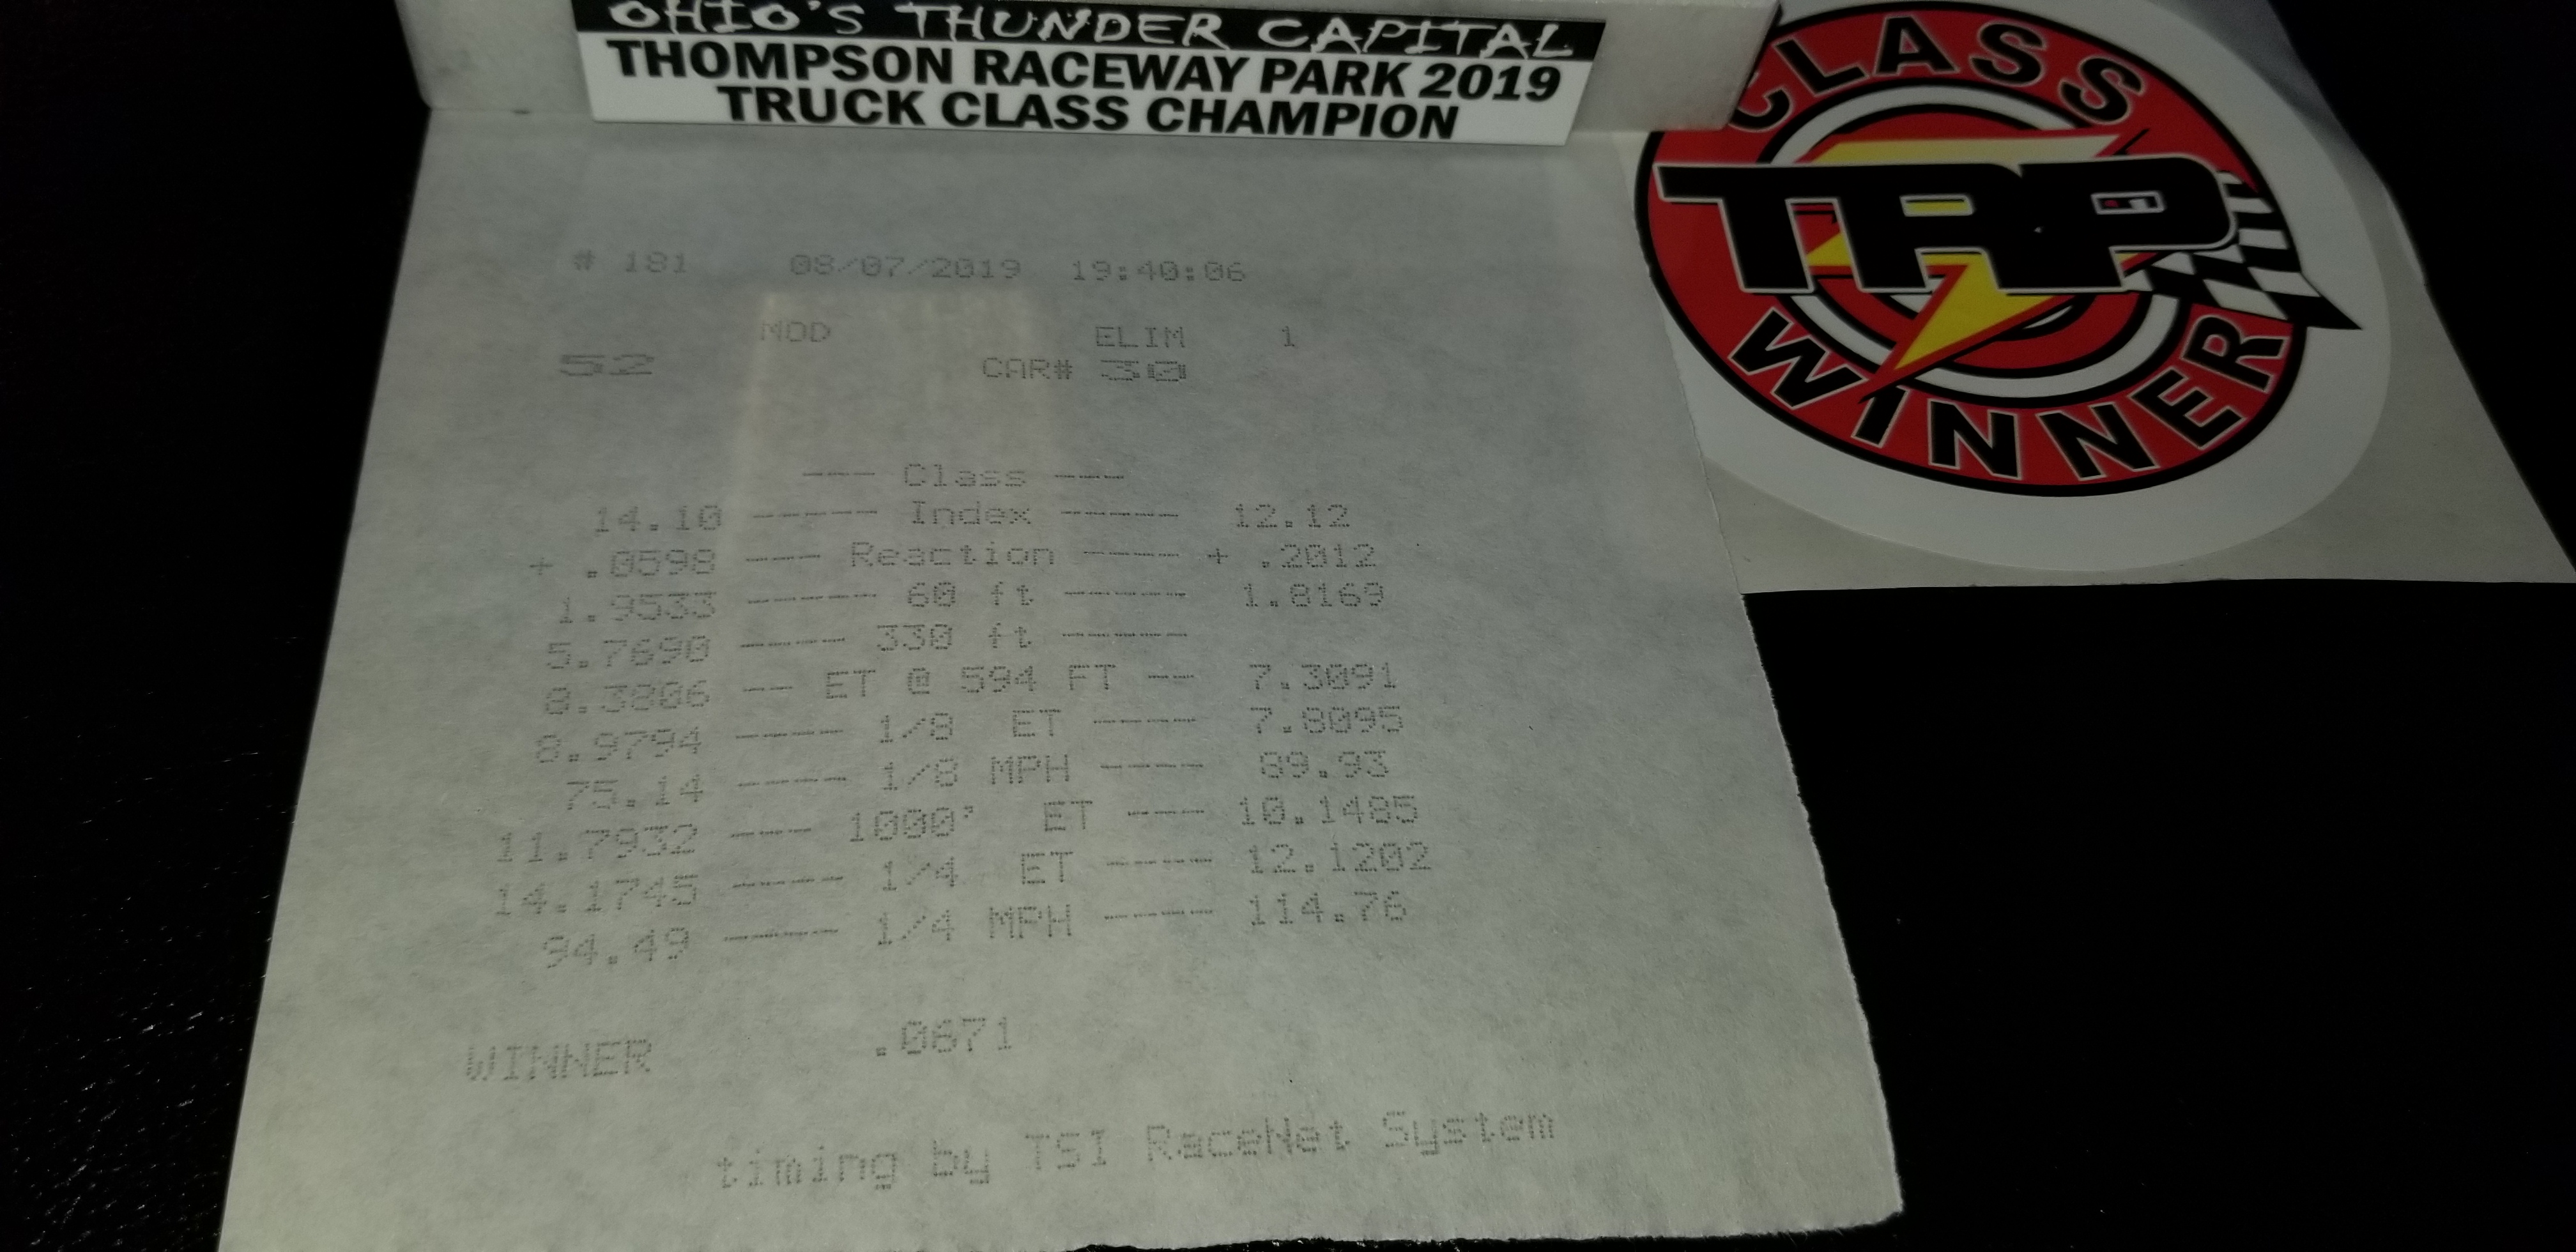 OHIO'S THUNDER CAPITAL
THOMPSON RACEWAY PARK 2019
TRUCK CLASS CHAMPION
CLASS
TRP
WINNER
# 181 08/07/2019 19:40:06
MOD ELIM 1
52 CAR# 30
--- Class ---
14.10 ----- Index ----- 12.12
+ .0598 --- Reaction ---- + .2012
1.9533 ------ 60 ft ----- 1.8169
5.7690 ----- 330 ft ------
8.3806 -- ET @ 594 FT -- 7.3091
8.9794 ---- 1/8 ET ---- 7.8095
75.14 ---- 1/8 MPH ---- 89.93
11.7932 --- 1000' ET --- 10.1485
14.1745 ---- 1/4 ET ---- 12.1202
94.49 ---- 1/4 MPH ---- 114.76
WINNER .0671
timing by TSI RaceNet System